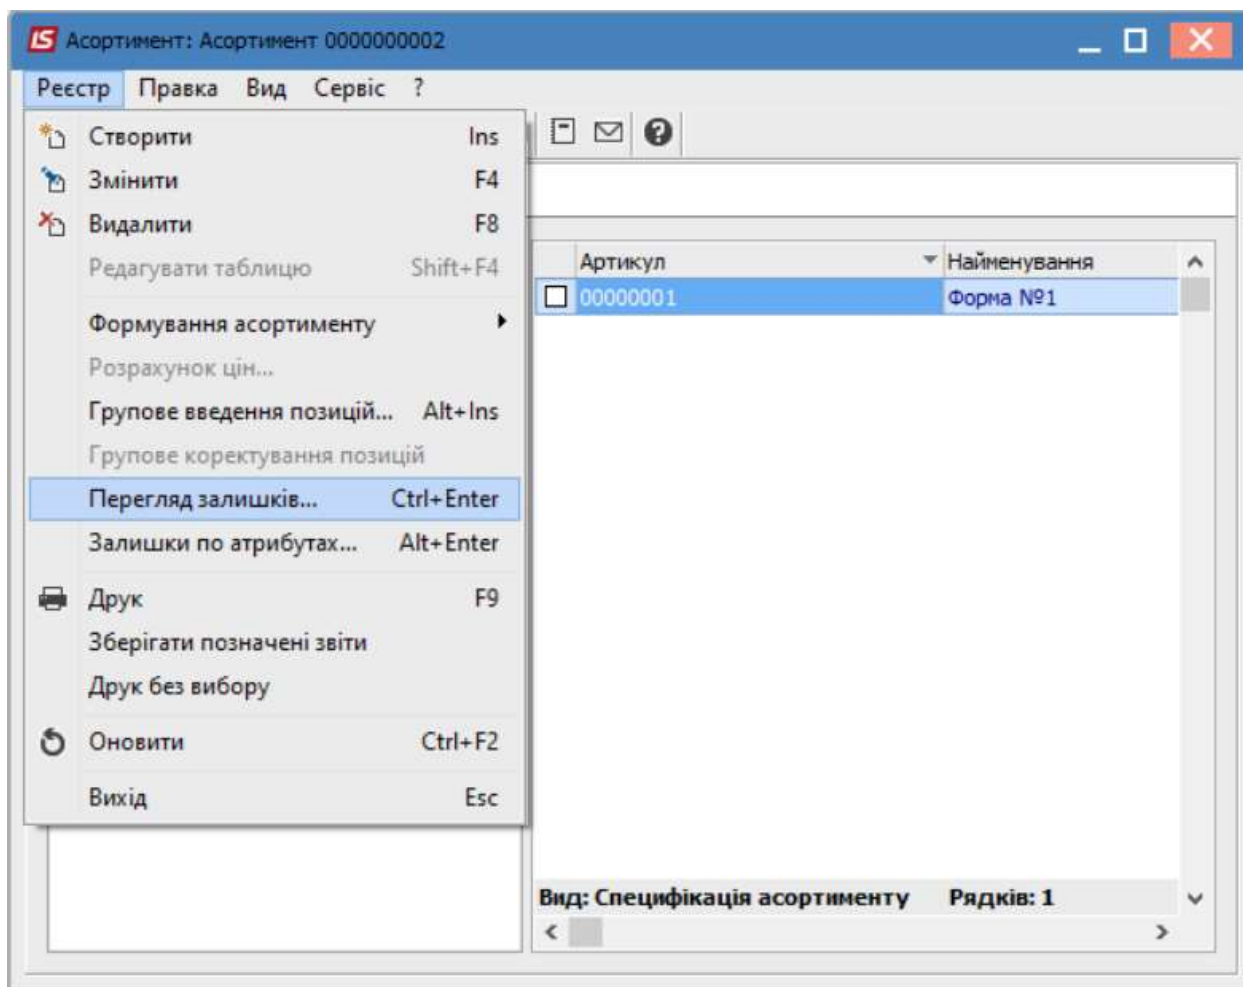 IS Асортимент: Асортимент 0000000002
Реєстр Правка Вид Сервіс ?
Створити Ins
Змінити F4
Видалити F8
Редагувати таблицю Shift+F4
Формування асортименту
Розрахунок цін...
Групове введення позицій... Alt+Ins
Групове коректування позицій
Перегляд залишків... Ctrl+Enter
Залишки по атрибутах... Alt+Enter
Друк F9
Зберігати позначені звіти
Друк без вибору
Оновити Ctrl+F2
Вихід Esc
Артикул Найменування
00000001 Форма №1
Вид: Специфікація асортименту Рядків: 1